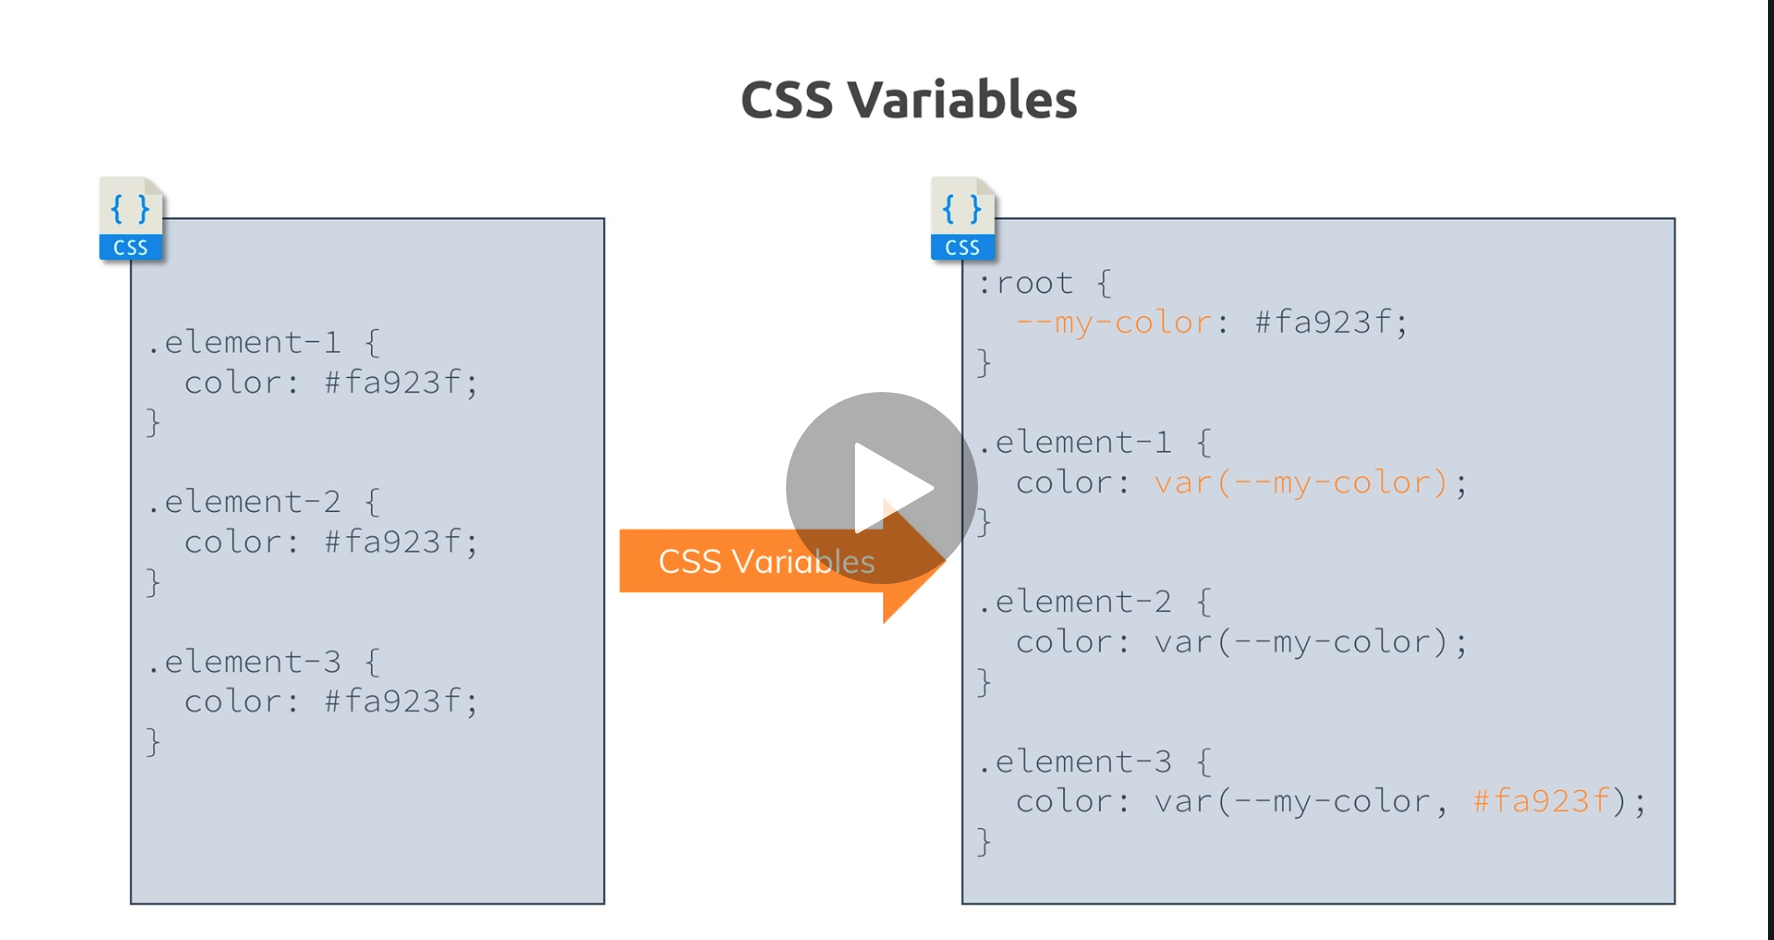 CSS Variables
{ }
CSS
.element-1 {
  color: #fa923f;
}
.element-2 {
  color: #fa923f;
}
.element-3 {
  color: #fa923f;
}
CSS Variables
{ }
CSS
:root {
  --my-color: #fa923f;
}
.element-1 {
  color: var(--my-color);
}
.element-2 {
  color: var(--my-color);
}
.element-3 {
  color: var(--my-color, #fa923f);
}